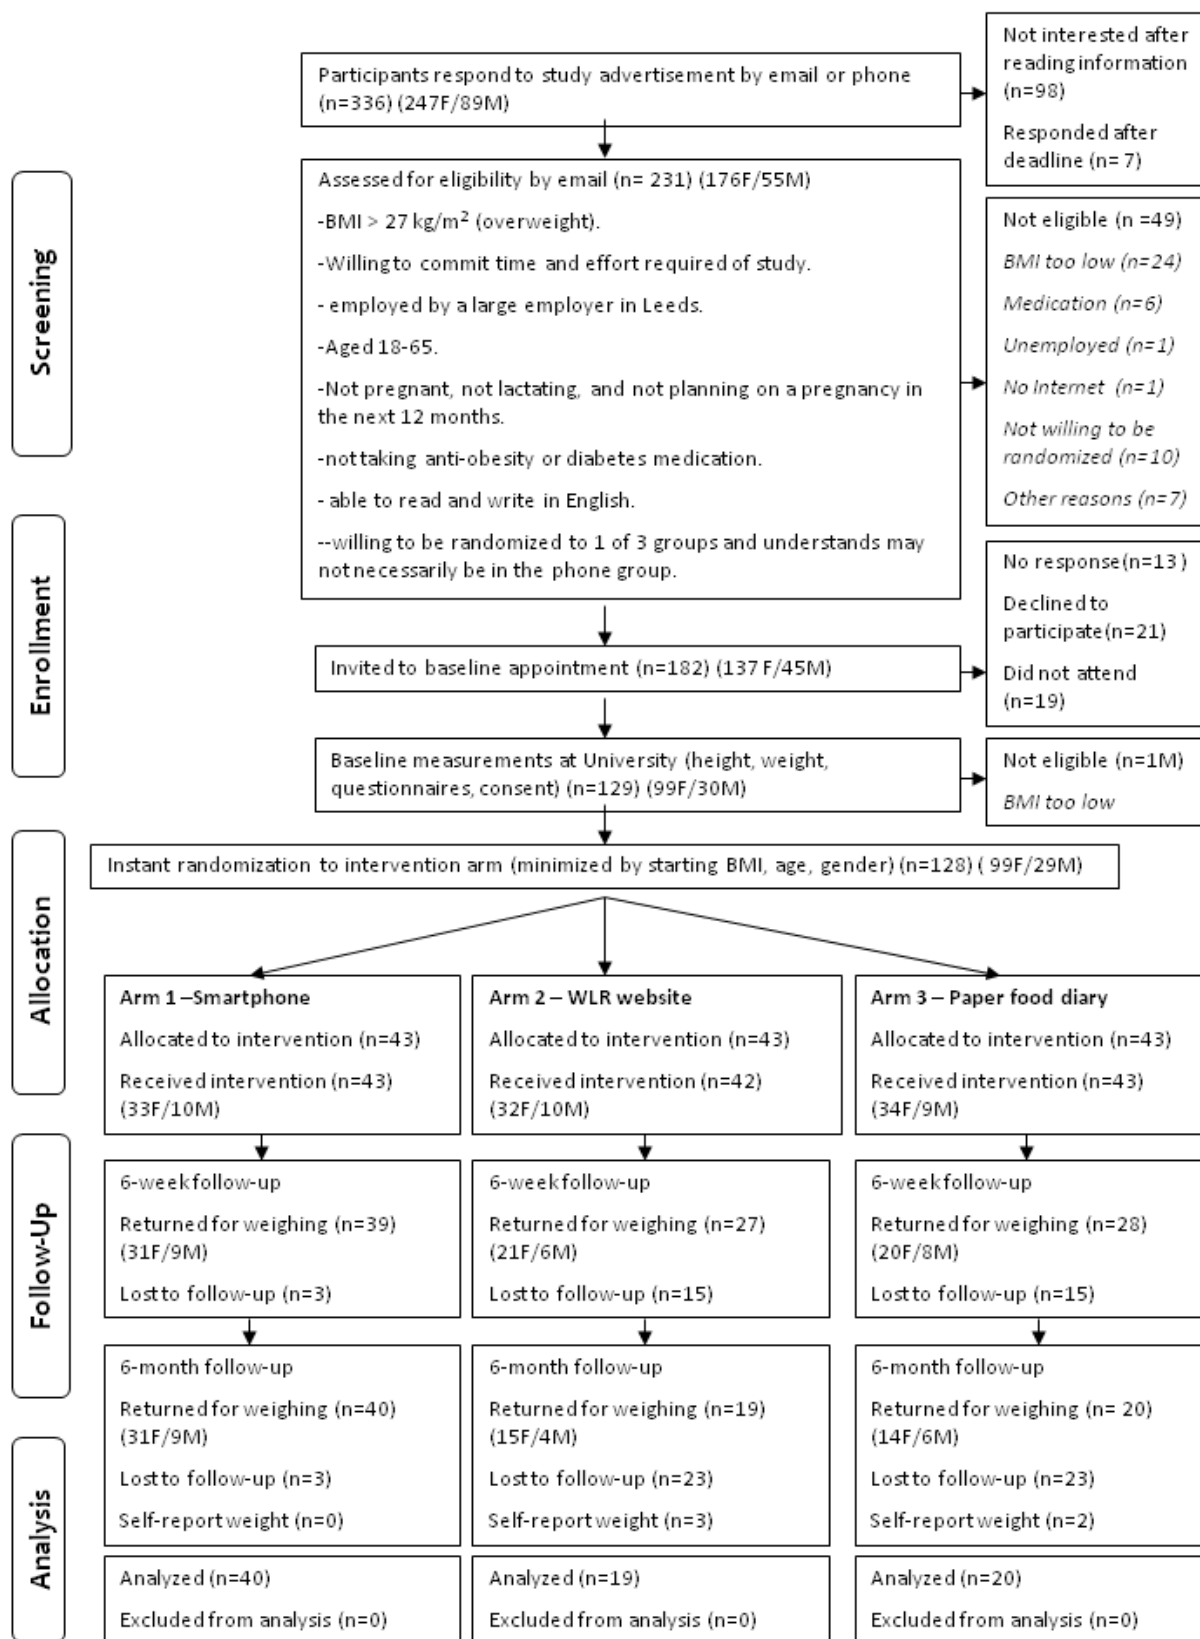 Participants respond to study advertisement by email or phone
(n=336) (247F/89M)
Not interested after
reading information
(n=98)
Responded after
deadline (n= 7)
Screening
Assessed for eligibility by email (n= 231) (176F/55M)
-BMI > 27 kg/m² (overweight).
-Willing to commit time and effort required of study.
- employed by a large employer in Leeds.
-Aged 18-65.
-Not pregnant, not lactating, and not planning on a pregnancy in
the next 12 months.
-not taking anti-obesity or diabetes medication.
- able to read and write in English.
--willing to be randomized to 1 of 3 groups and understands may
not necessarily be in the phone group.
Not eligible (n =49)
BMI too low (n=24)
Medication (n=6)
Unemployed (n=1)
No Internet (n=1)
Not willing to be
randomized (n=10)
Other reasons (n=7)
Enrollment
Invited to baseline appointment (n=182) (137 F/45M)
No response(n=13 )
Declined to
participate(n=21)
Did not attend
(n=19)
Baseline measurements at University (height, weight,
questionnaires, consent) (n=129) (99F/30M)
Not eligible (n=1M)
BMI too low
Allocation
Instant randomization to intervention arm (minimized by starting BMI, age, gender) (n=128) ( 99F/29M)
Arm 1 –Smartphone
Allocated to intervention (n=43)
Received intervention (n=43)
(33F/10M)
Arm 2 – WLR website
Allocated to intervention (n=43)
Received intervention (n=42)
(32F/10M)
Arm 3 – Paper food diary
Allocated to intervention (n=43)
Received intervention (n=43)
(34F/9M)
Follow-Up
6-week follow-up
Returned for weighing (n=39)
(31F/9M)
Lost to follow-up (n=3)
6-week follow-up
Returned for weighing (n=27)
(21F/6M)
Lost to follow-up (n=15)
6-week follow-up
Returned for weighing (n=28)
(20F/8M)
Lost to follow-up (n=15)
6-month follow-up
Returned for weighing (n=40)
(31F/9M)
Lost to follow-up (n=3)
Self-report weight (n=0)
6-month follow-up
Returned for weighing (n=19)
(15F/4M)
Lost to follow-up (n=23)
Self-report weight (n=3)
6-month follow-up
Returned for weighing (n= 20)
(14F/6M)
Lost to follow-up (n=23)
Self-report weight (n=2)
Analysis
Analyzed (n=40)
Excluded from analysis (n=0)
Analyzed (n=19)
Excluded from analysis (n=0)
Analyzed (n=20)
Excluded from analysis (n=0)